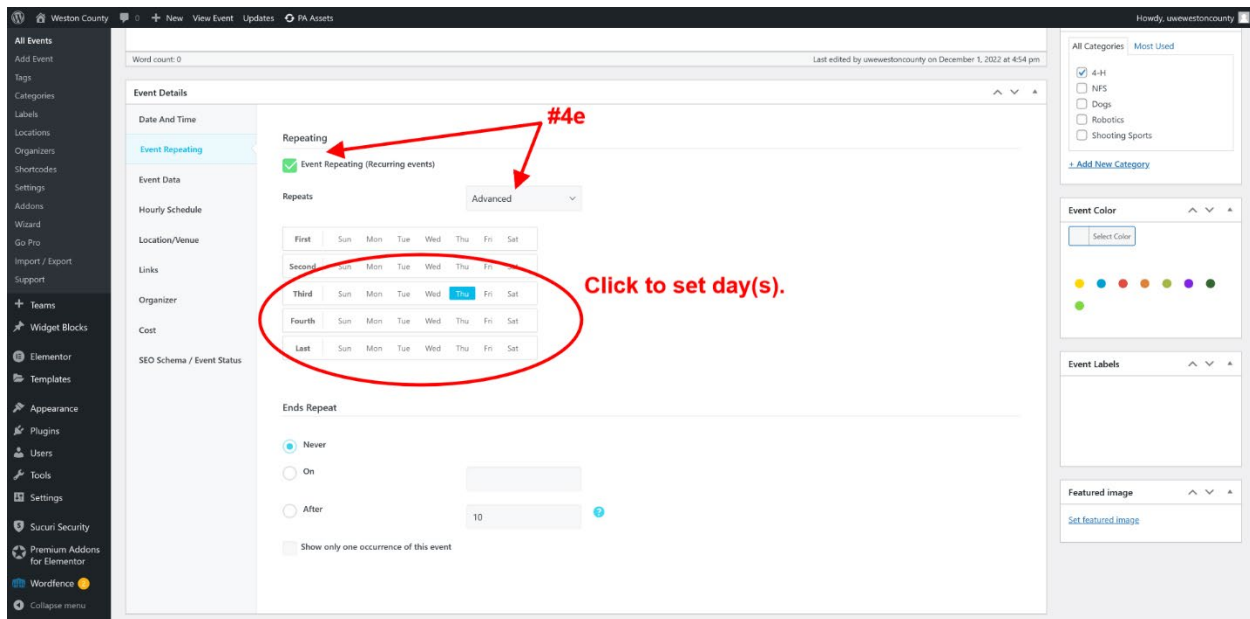 Weston County 0 + New View Event Updates PA Assets Howdy, uwewestoncounty
All Events
Add Event
Tags
Categories
Labels
Locations
Organizers
Shortcodes
Settings
Addons
Wizard
Go Pro
Import / Export
Support
Teams
Widget Blocks
Elementor
Templates
Appearance
Plugins
Users
Tools
Settings
Sucuri Security
Premium Addons
for Elementor
Wordfence
Collapse menu
Word count: 0 Last edited by uwewestoncounty on December 1, 2022 at 4:54 pm
Event Details
Date And Time
Event Repeating
Event Data
Hourly Schedule
Location/Venue
Links
Organizer
Cost
SEO Schema / Event Status
#4e
Repeating
Event Repeating (Recurring events)
Repeats Advanced
First Sun Mon Tue Wed Thu Fri Sat
Second Sun Mon Tue Wed Thu Fri Sat
Third Sun Mon Tue Wed Thu Fri Sat
Fourth Sun Mon Tue Wed Thu Fri Sat
Last Sun Mon Tue Wed Thu Fri Sat
Click to set day(s).
Ends Repeat
Never
On
After 10 ?
Show only one occurrence of this event
All Categories Most Used
4-H
NFS
Dogs
Robotics
Shooting Sports
+ Add New Category
Event Color
Select Color
Event Labels
Featured image
Set featured image